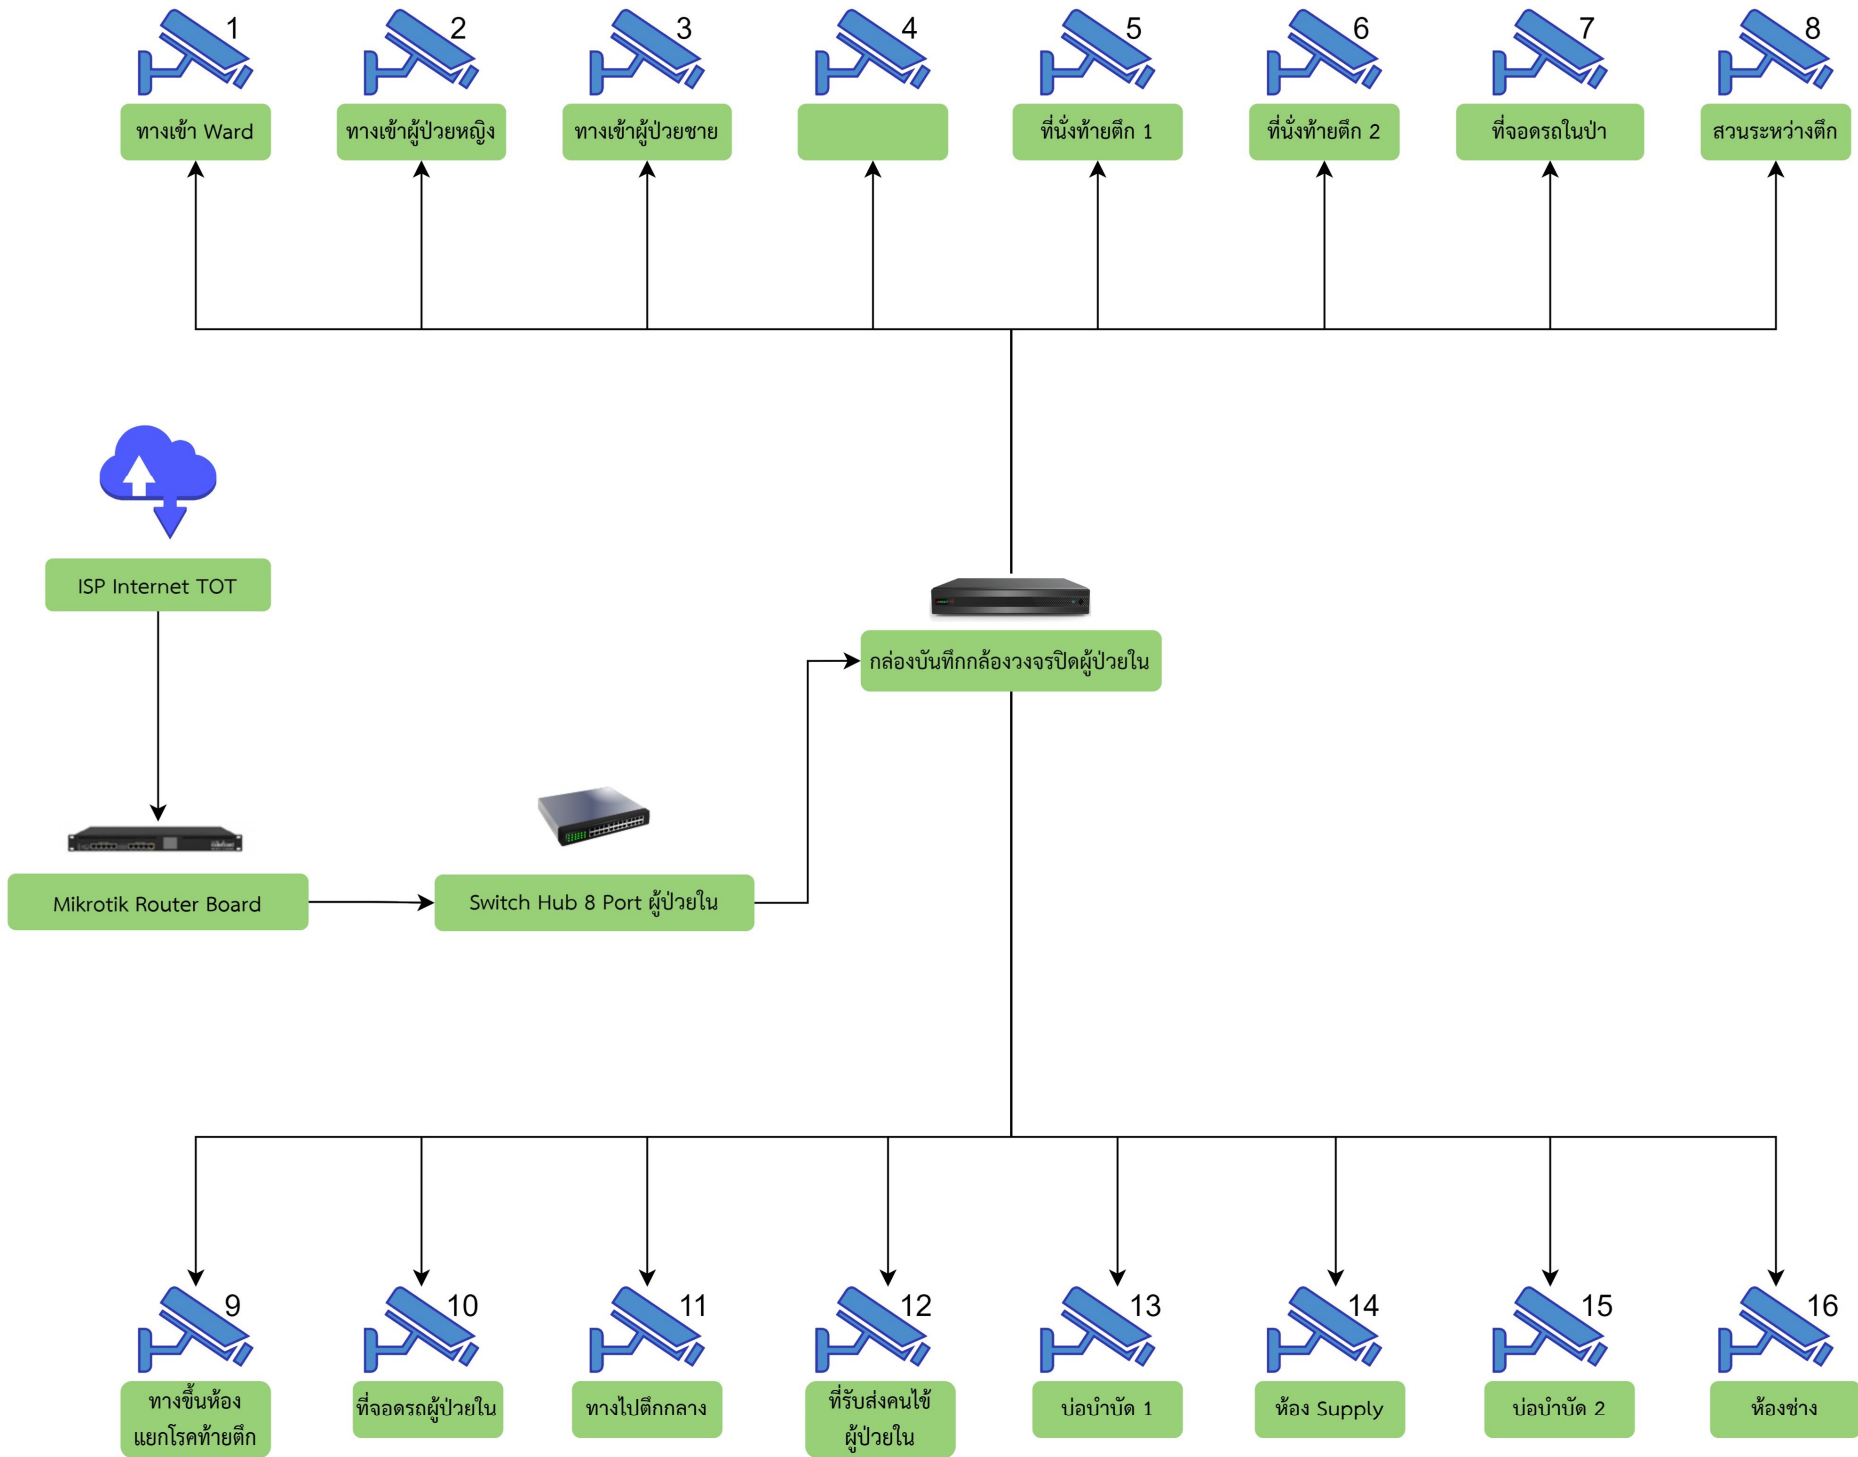 1
2
3
4
5
6
7
8
ทางเข้า Ward
ทางเข้าผู้ป่วยหญิง
ทางเข้าผู้ป่วยชาย
ที่นั่งท้ายตึก 1
ที่นั่งท้ายตึก 2
ที่จอดรถในป่า
สวนระหว่างตึก
ISP Internet TOT
กล่องบันทึกกล้องวงจรปิดผู้ป่วยใน
Mikrotik Router Board
Switch Hub 8 Port ผู้ป่วยใน
9
10
11
12
13
14
15
16
ทางขึ้นห้อง
แยกโรคท้ายตึก
ที่จอดรถผู้ป่วยใน
ทางไปตึกกลาง
ที่รับส่งคนไข้
ผู้ป่วยใน
บ่อบำบัด 1
ห้อง Supply
บ่อบำบัด 2
ห้องช่าง